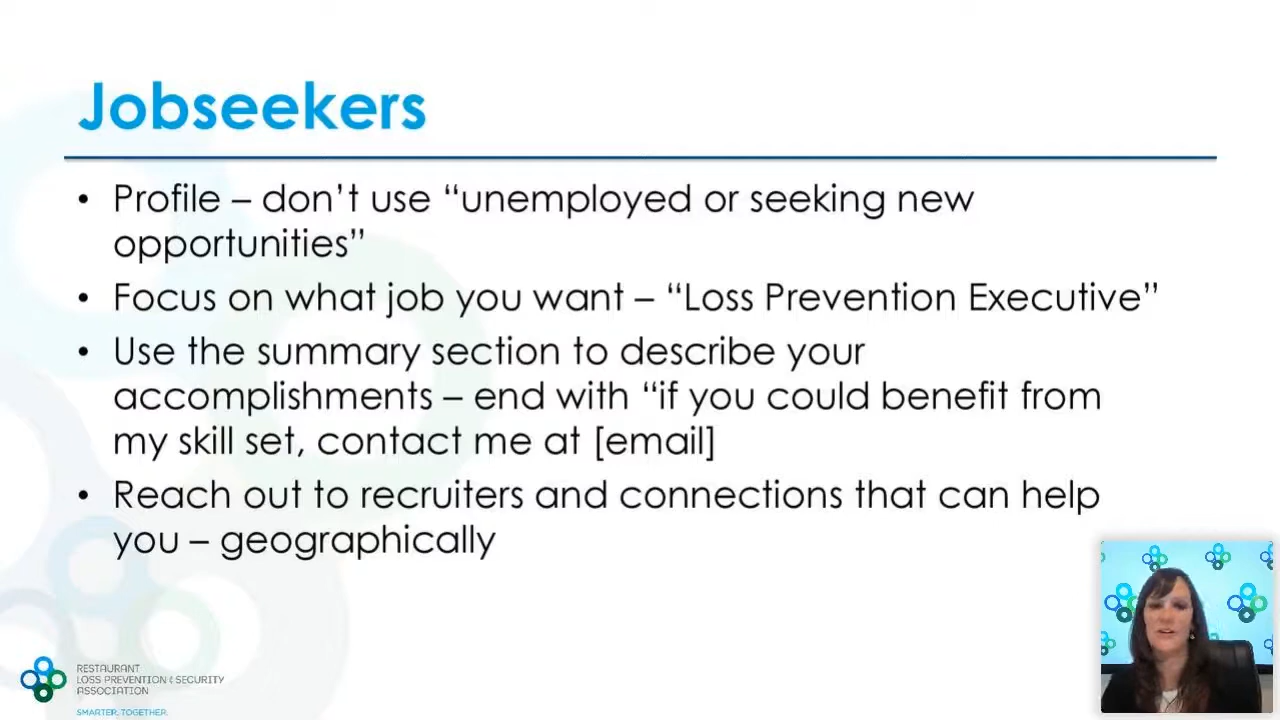 Jobseekers
• Profile – don’t use “unemployed or seeking new
opportunities”
• Focus on what job you want – “Loss Prevention Executive”
• Use the summary section to describe your
accomplishments – end with “if you could benefit from
my skill set, contact me at [email]
• Reach out to recruiters and connections that can help
you – geographically
RESTAURANT
LOSS PREVENTION & SECURITY
ASSOCIATION
SMARTER. TOGETHER.